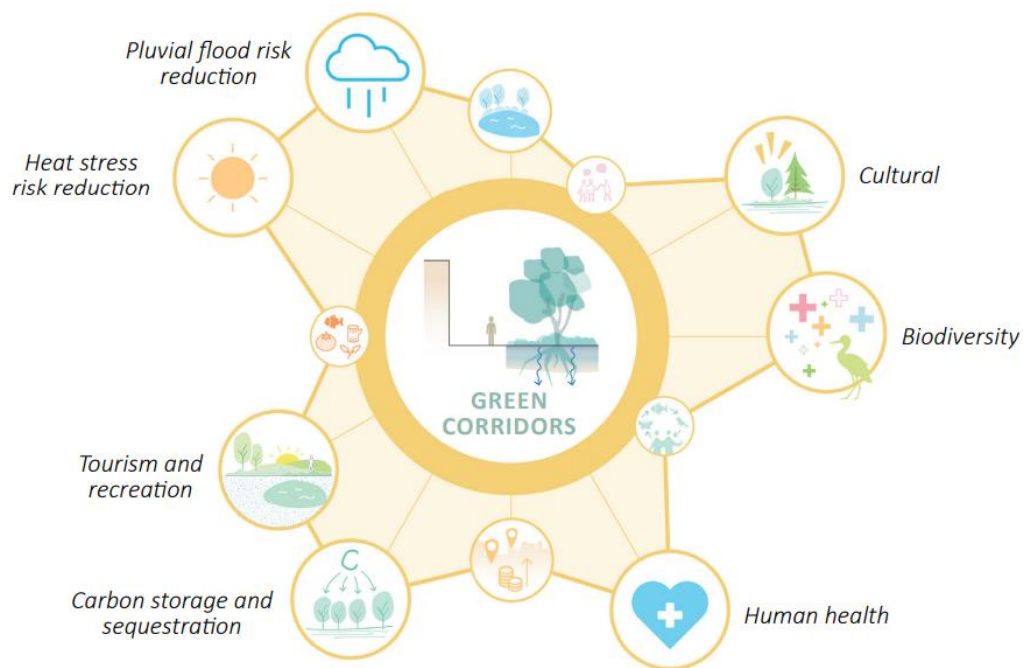 Pluvial flood risk
reduction
Heat stress
risk reduction
Cultural
Biodiversity
GREEN
CORRIDORS
Tourism and
recreation
C
Carbon storage and
sequestration
Human health